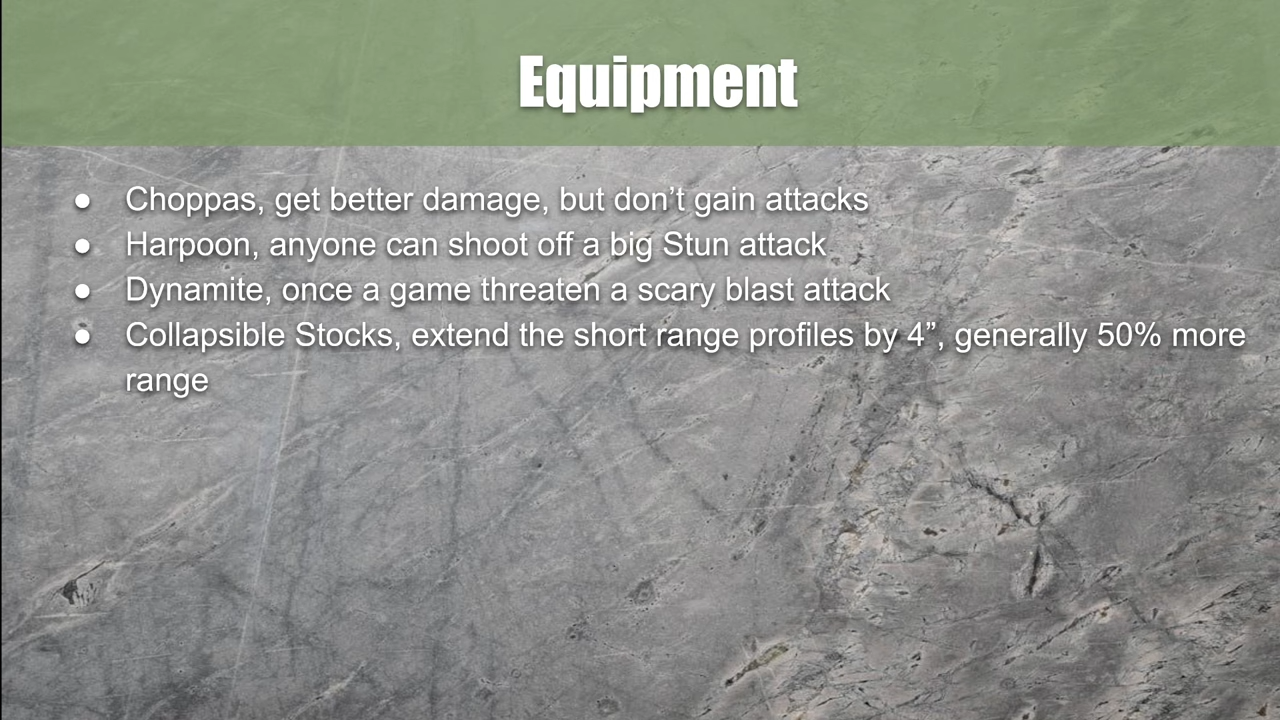 Equipment
● Choppas, get better damage, but don’t gain attacks
● Harpoon, anyone can shoot off a big Stun attack
● Dynamite, once a game threaten a scary blast attack
● Collapsible Stocks, extend the short range profiles by 4”, generally 50% more
range